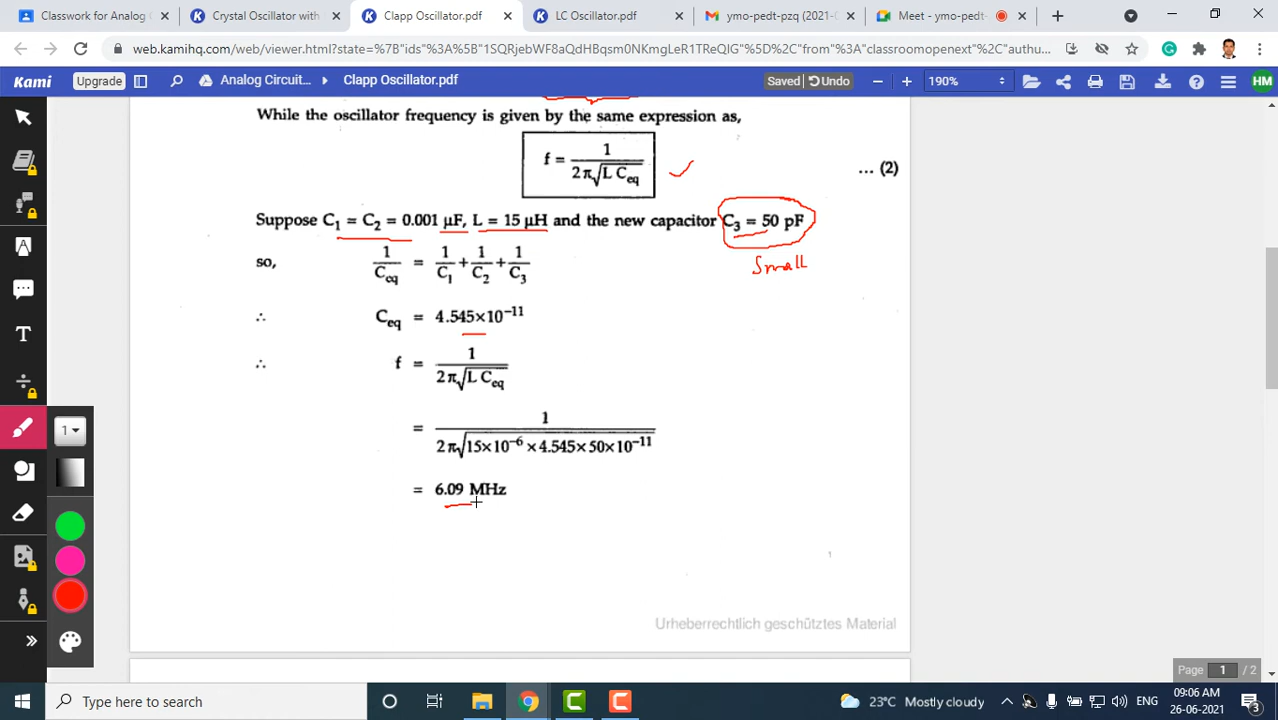 Classwork for Analog C
Crystal Oscillator with
Clapp Oscillator.pdf
LC Oscillator.pdf
ymo-pedt-pzq (2021-
Meet - ymo-pedt-
web.kamihq.com/web/viewer.html?state=%7B"ids"%3A%5B"1SQRjebWF8aQdHBqsm0NKmgLeR1TReQIG"%5D%2C"from"%3A"classroomopenext"%2C"authu...
Kami
Upgrade
Analog Circuit...
Clapp Oscillator.pdf
Saved
Undo
190%
HM
While the oscillator frequency is given by the same expression as,
f = 1 / 2π√L Ceq ... (2)
Suppose C1 = C2 = 0.001 μF, L = 15 μH and the new capacitor C3 = 50 pF
Small
so, 1/Ceq = 1/C1 + 1/C2 + 1/C3
∴ Ceq = 4.545×10⁻¹¹
∴ f = 1 / 2π√L Ceq
= 1 / 2π√15×10⁻⁶ × 4.545 × 50×10⁻¹¹
= 6.09 MHz
1
Urheberrechtlich geschütztes Material
Page 1 / 2
T
1
Type here to search
23°C Mostly cloudy
ENG
09:06 AM
26-06-2021
3